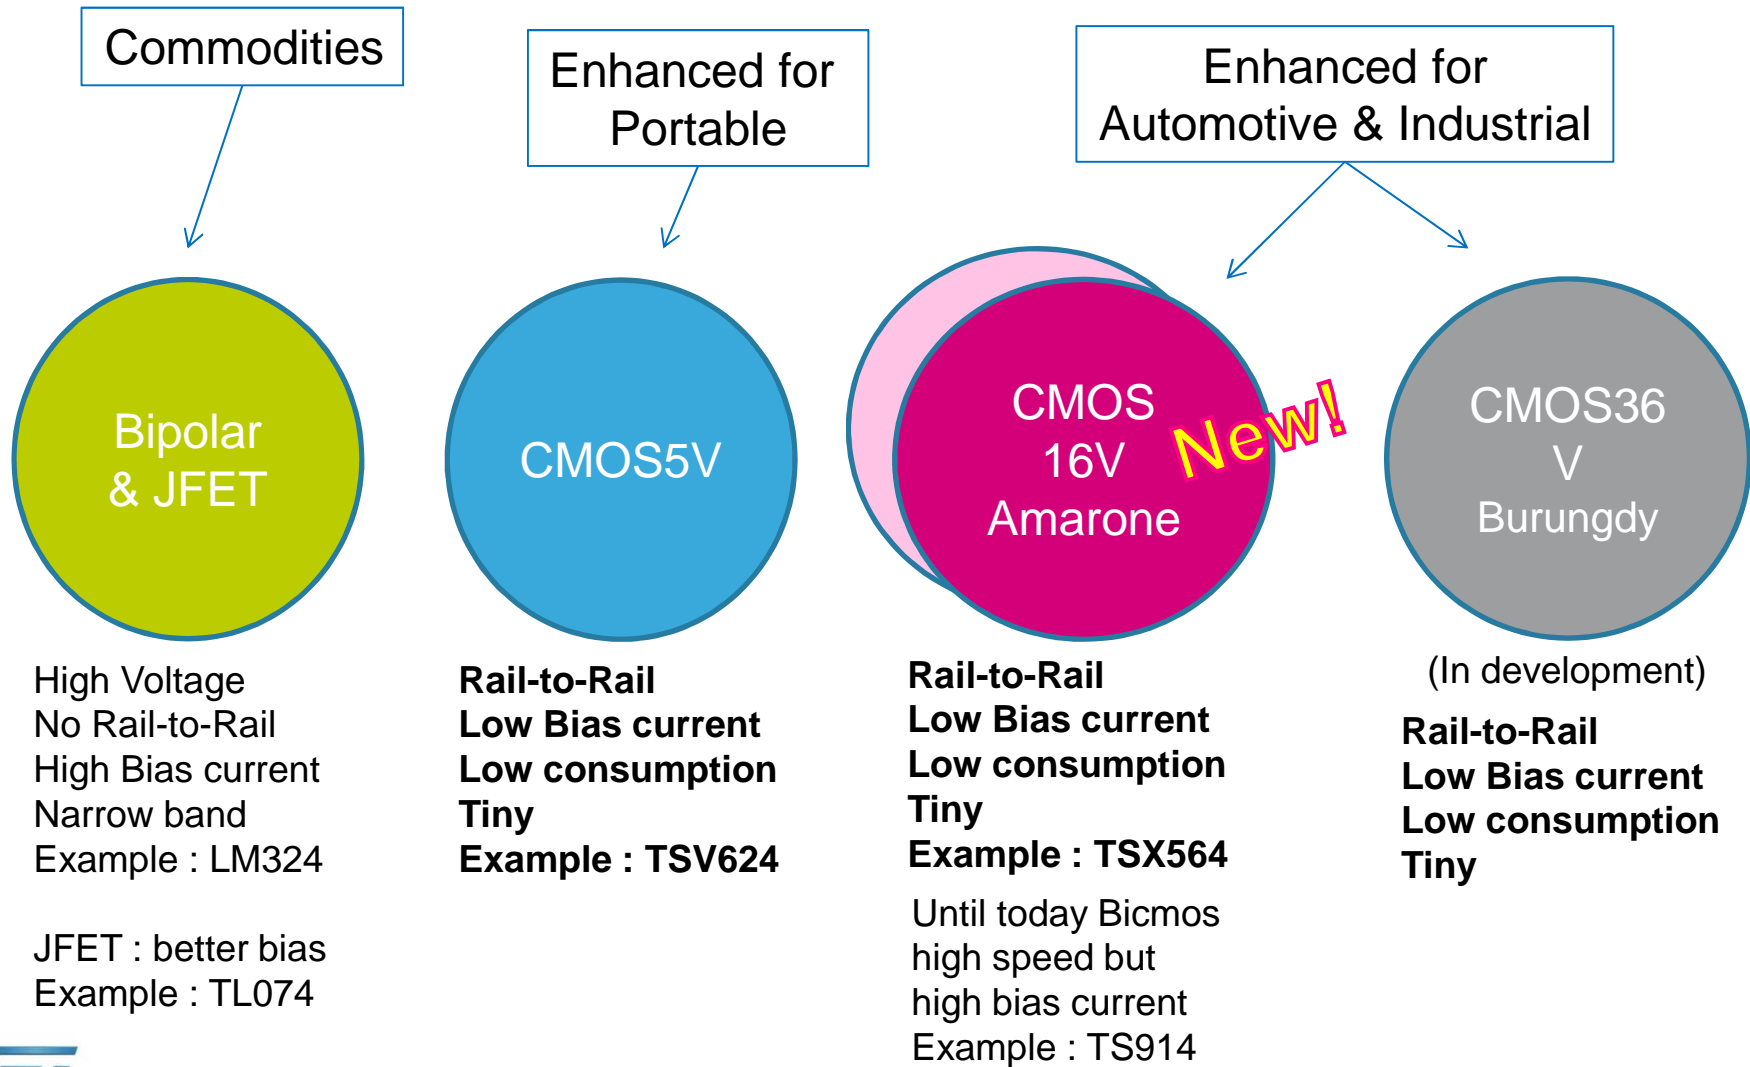 Commodities
Enhanced for
Portable
Enhanced for
Automotive & Industrial
Bipolar
& JFET
CMOS5V
CMOS
16V
Amarone
New!
CMOS36
V
Burungdy
High Voltage
No Rail-to-Rail
High Bias current
Narrow band
Example : LM324
JFET : better bias
Example : TL074
Rail-to-Rail
Low Bias current
Low consumption
Tiny
Example : TSV624
Rail-to-Rail
Low Bias current
Low consumption
Tiny
Example : TSX564
Until today Bicmos
high speed but
high bias current
Example : TS914
(In development)
Rail-to-Rail
Low Bias current
Low consumption
Tiny